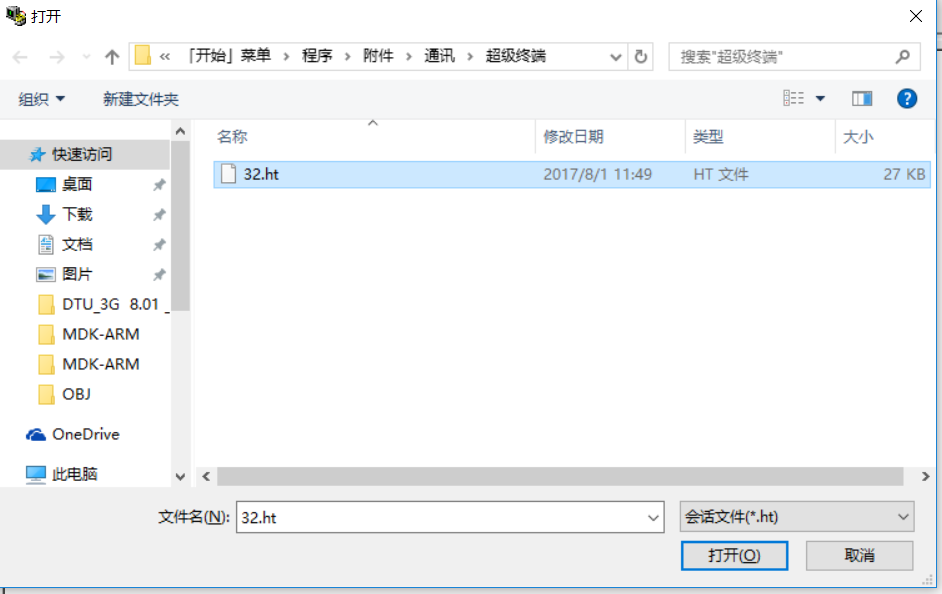 打开
« 「开始」菜单 › 程序 › 附件 › 通讯 › 超级终端
搜索"超级终端"
组织
新建文件夹
名称 修改日期 类型 大小
32.ht 2017/8/1 11:49 HT 文件 27 KB
快速访问
桌面
下载
文档
图片
DTU_3G 8.01 _
MDK-ARM
MDK-ARM
OBJ
OneDrive
此电脑
文件名(N): 32.ht
会话文件(*.ht)
打开(O)
取消